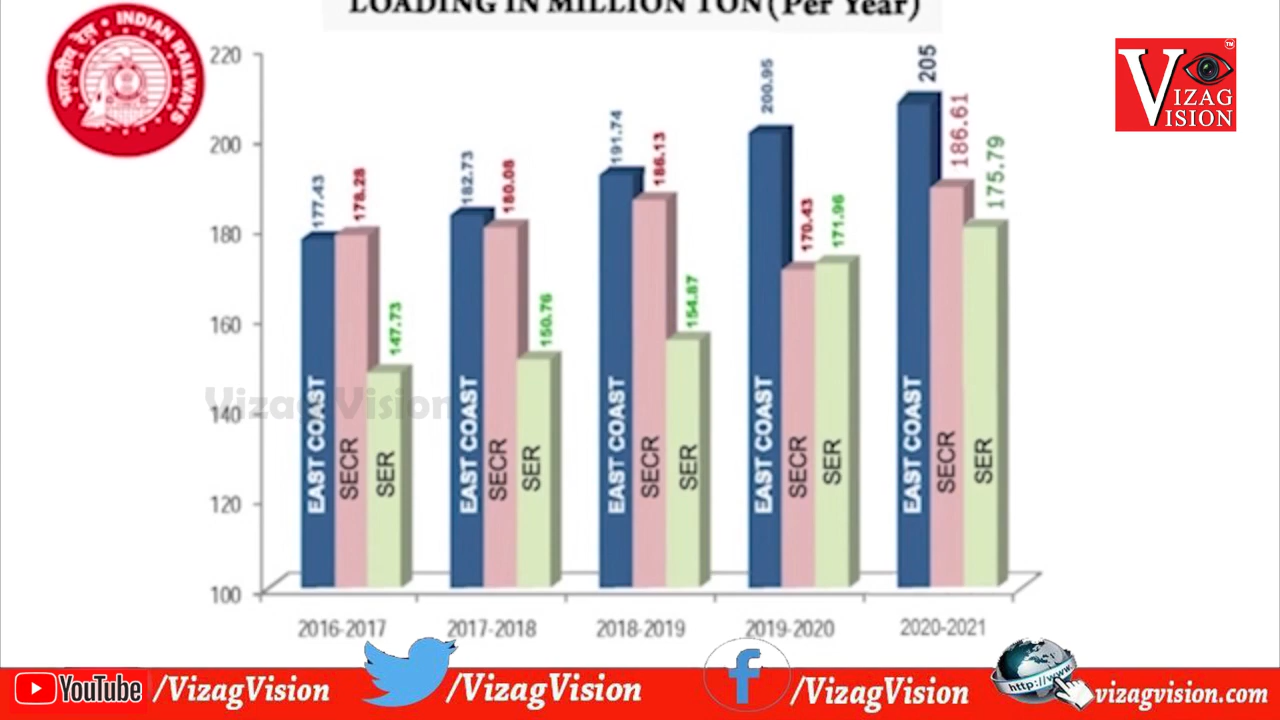 LOADING IN MILLION TON (Per Year)
भारतीय रेल • INDIAN RAILWAYS
VIZAG
VISION
TM
220
200
180
160
140
120
100
177.43
178.28
147.73
182.73
180.08
150.76
191.74
186.13
154.87
200.95
170.43
171.96
205
186.61
175.79
EAST COAST
SECR
SER
EAST COAST
SECR
SER
EAST COAST
SECR
SER
EAST COAST
SECR
SER
EAST COAST
SECR
SER
Vizag Vision
2016-2017
2017-2018
2018-2019
2019-2020
2020-2021
YouTube /VizagVision
/VizagVision
f /VizagVision
http://www
vizagvision.com